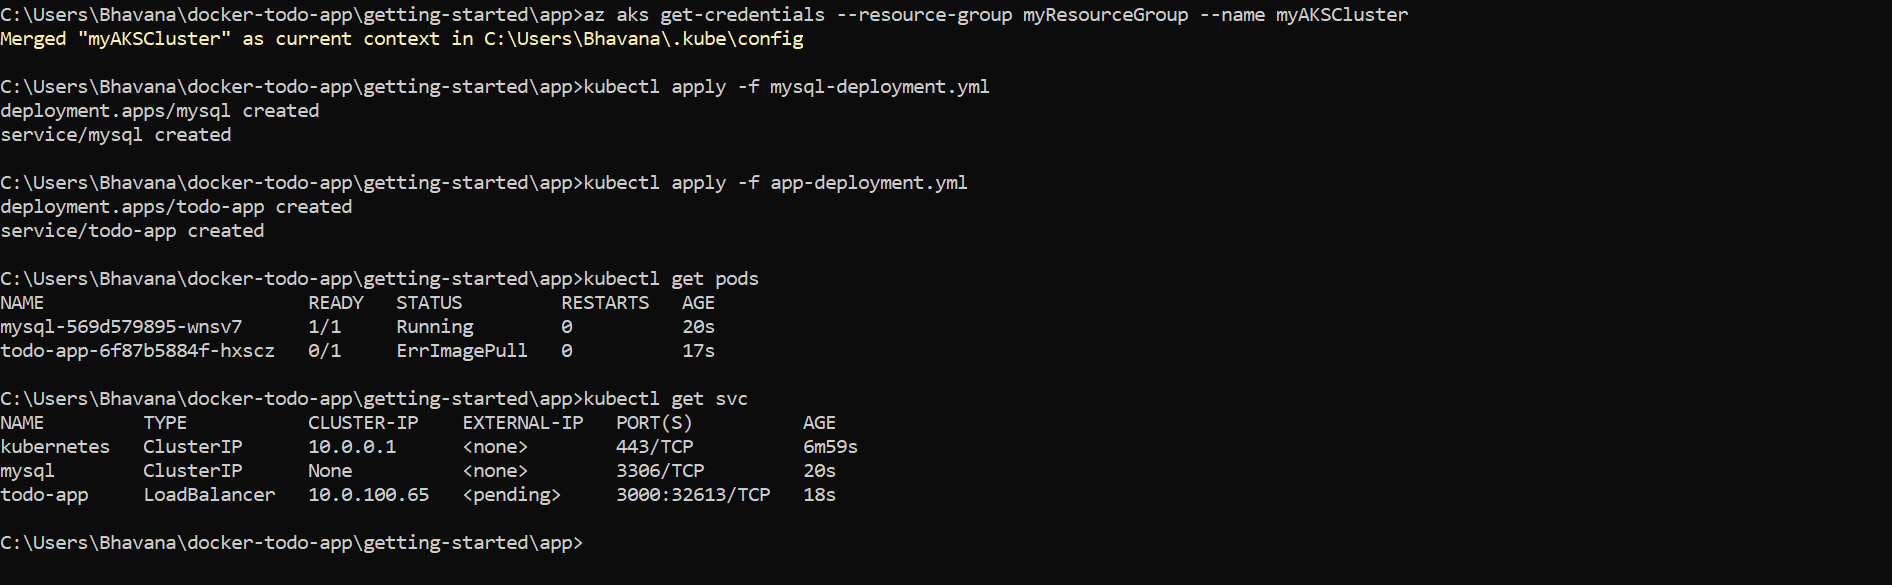 C:\Users\Bhavana\docker-todo-app\getting-started\app>az aks get-credentials --resource-group myResourceGroup --name myAKSCluster
Merged "myAKSCluster" as current context in C:\Users\Bhavana\.kube\config
C:\Users\Bhavana\docker-todo-app\getting-started\app>kubectl apply -f mysql-deployment.yml
deployment.apps/mysql created
service/mysql created
C:\Users\Bhavana\docker-todo-app\getting-started\app>kubectl apply -f app-deployment.yml
deployment.apps/todo-app created
service/todo-app created
C:\Users\Bhavana\docker-todo-app\getting-started\app>kubectl get pods
NAME                        READY   STATUS         RESTARTS   AGE
mysql-569d579895-wnsv7      1/1     Running        0          20s
todo-app-6f87b5884f-hxscz   0/1     ErrImagePull   0          17s
C:\Users\Bhavana\docker-todo-app\getting-started\app>kubectl get svc
NAME         TYPE           CLUSTER-IP    EXTERNAL-IP   PORT(S)          AGE
kubernetes   ClusterIP      10.0.0.1      <none>        443/TCP          6m59s
mysql        ClusterIP      None          <none>        3306/TCP         20s
todo-app     LoadBalancer   10.0.100.65   <pending>     3000:32613/TCP   18s
C:\Users\Bhavana\docker-todo-app\getting-started\app>